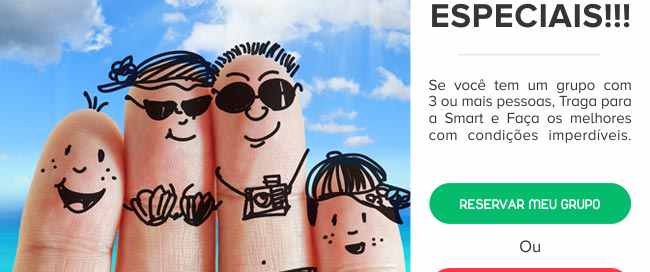 ESPECIAIS!!!
Se você tem um grupo com
3 ou mais pessoas, Traga para
a Smart e Faça os melhores
com condições imperdíveis.
RESERVAR MEU GRUPO
Ou